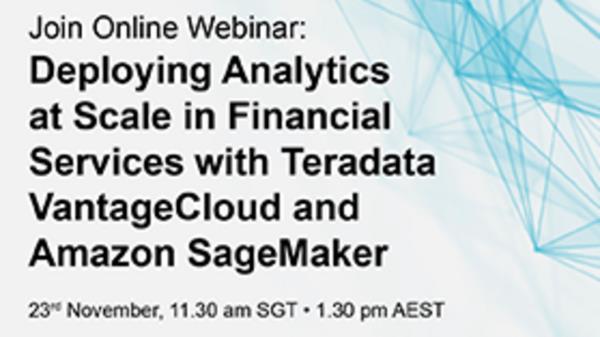 Join Online Webinar:
Deploying Analytics
at Scale in Financial
Services with Teradata
VantageCloud and
Amazon SageMaker
23rd November, 11.30 am SGT • 1.30 pm AEST